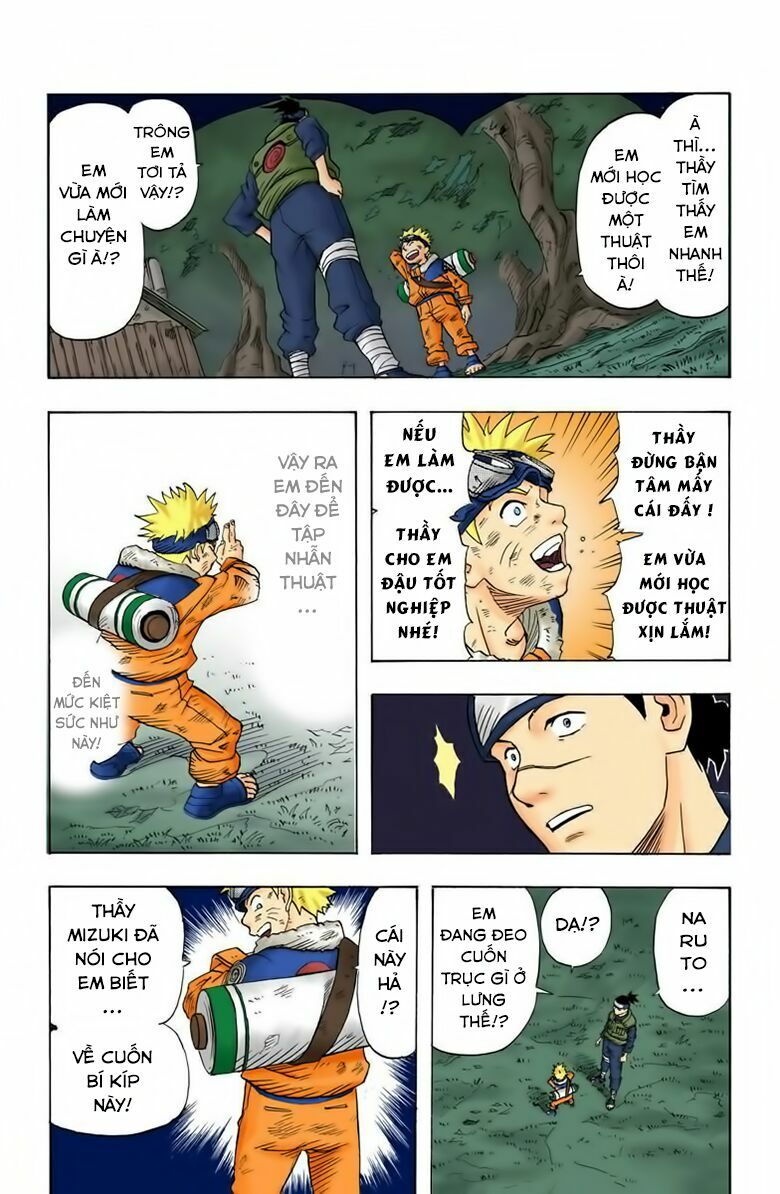 À
THÌ...
THẦY
TÌM
THẤY
EM
NHANH
THẾ!
EM
MỚI HỌC
ĐƯỢC
MỘT
THUẬT
THÔI
À!
TRÔNG
EM
TƠI TẢ
VẬY!?
EM
VỪA MỚI
LÀM
CHUYỆN
GÌ À!?
THẦY
ĐỪNG BẬN
TÂM MẤY
CÁI ĐẤY !
EM VỪA
MỚI HỌC
ĐƯỢC THUẬT
XỊN LẮM!
NẾU
EM LÀM
ĐƯỢC...
THẦY
CHO EM
ĐẬU TỐT
NGHIỆP
NHÉ!
VẬY RA
EM ĐẾN
ĐÂY ĐỂ
TẬP
NHẪN
THUẬT
...
ĐẾN
MỨC KIỆT
SỨC NHƯ
NÀY!
NA
RU
TO...
DẠ!?
EM
ĐANG ĐEO
CUỐN
TRỤC GÌ Ở
LƯNG
THẾ!?
CÁI
NÀY
HẢ
!?
THẦY
MIZUKI ĐÃ
NÓI CHO
EM BIẾT
...
VỀ CUỐN
BÍ KÍP
NÀY!